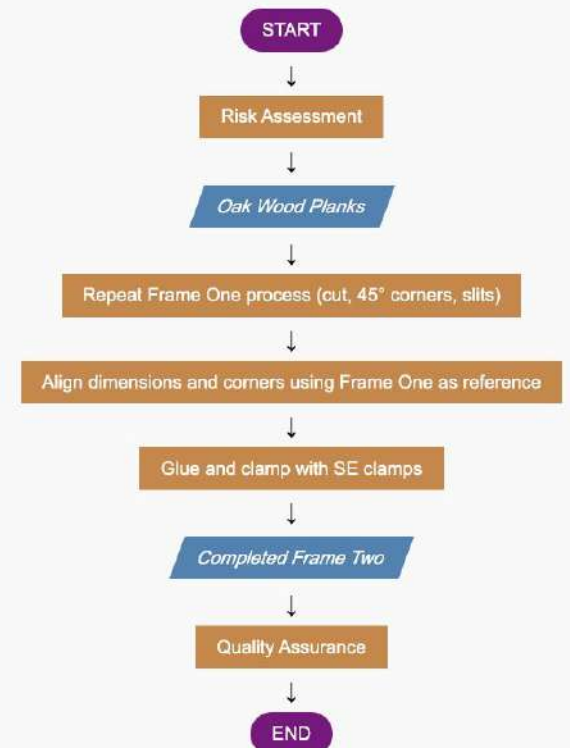 START
Risk Assessment
Oak Wood Planks
Repeat Frame One process (cut, 45° corners, slits)
Align dimensions and corners using Frame One as reference
Glue and clamp with SE clamps
Completed Frame Two
Quality Assurance
END